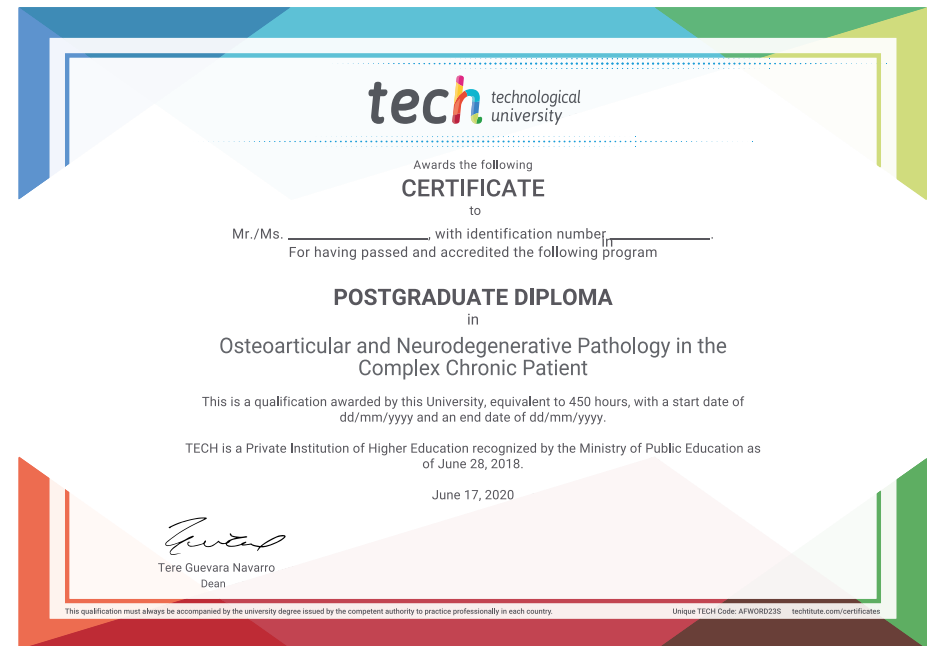 tech technological
university
Awards the following
CERTIFICATE
to
Mr./Ms. ____________, with identification number __________.
in
For having passed and accredited the following program
POSTGRADUATE DIPLOMA
in
Osteoarticular and Neurodegenerative Pathology in the
Complex Chronic Patient
This is a qualification awarded by this University, equivalent to 450 hours, with a start date of
dd/mm/yyyy and an end date of dd/mm/yyyy.
TECH is a Private Institution of Higher Education recognized by the Ministry of Public Education as
of June 28, 2018.
June 17, 2020
Tere Guevara Navarro
Dean
This qualification must always be accompanied by the university degree issued by the competent authority to practice professionally in each country.
Unique TECH Code: AFWORD23S techtitute.com/certificates